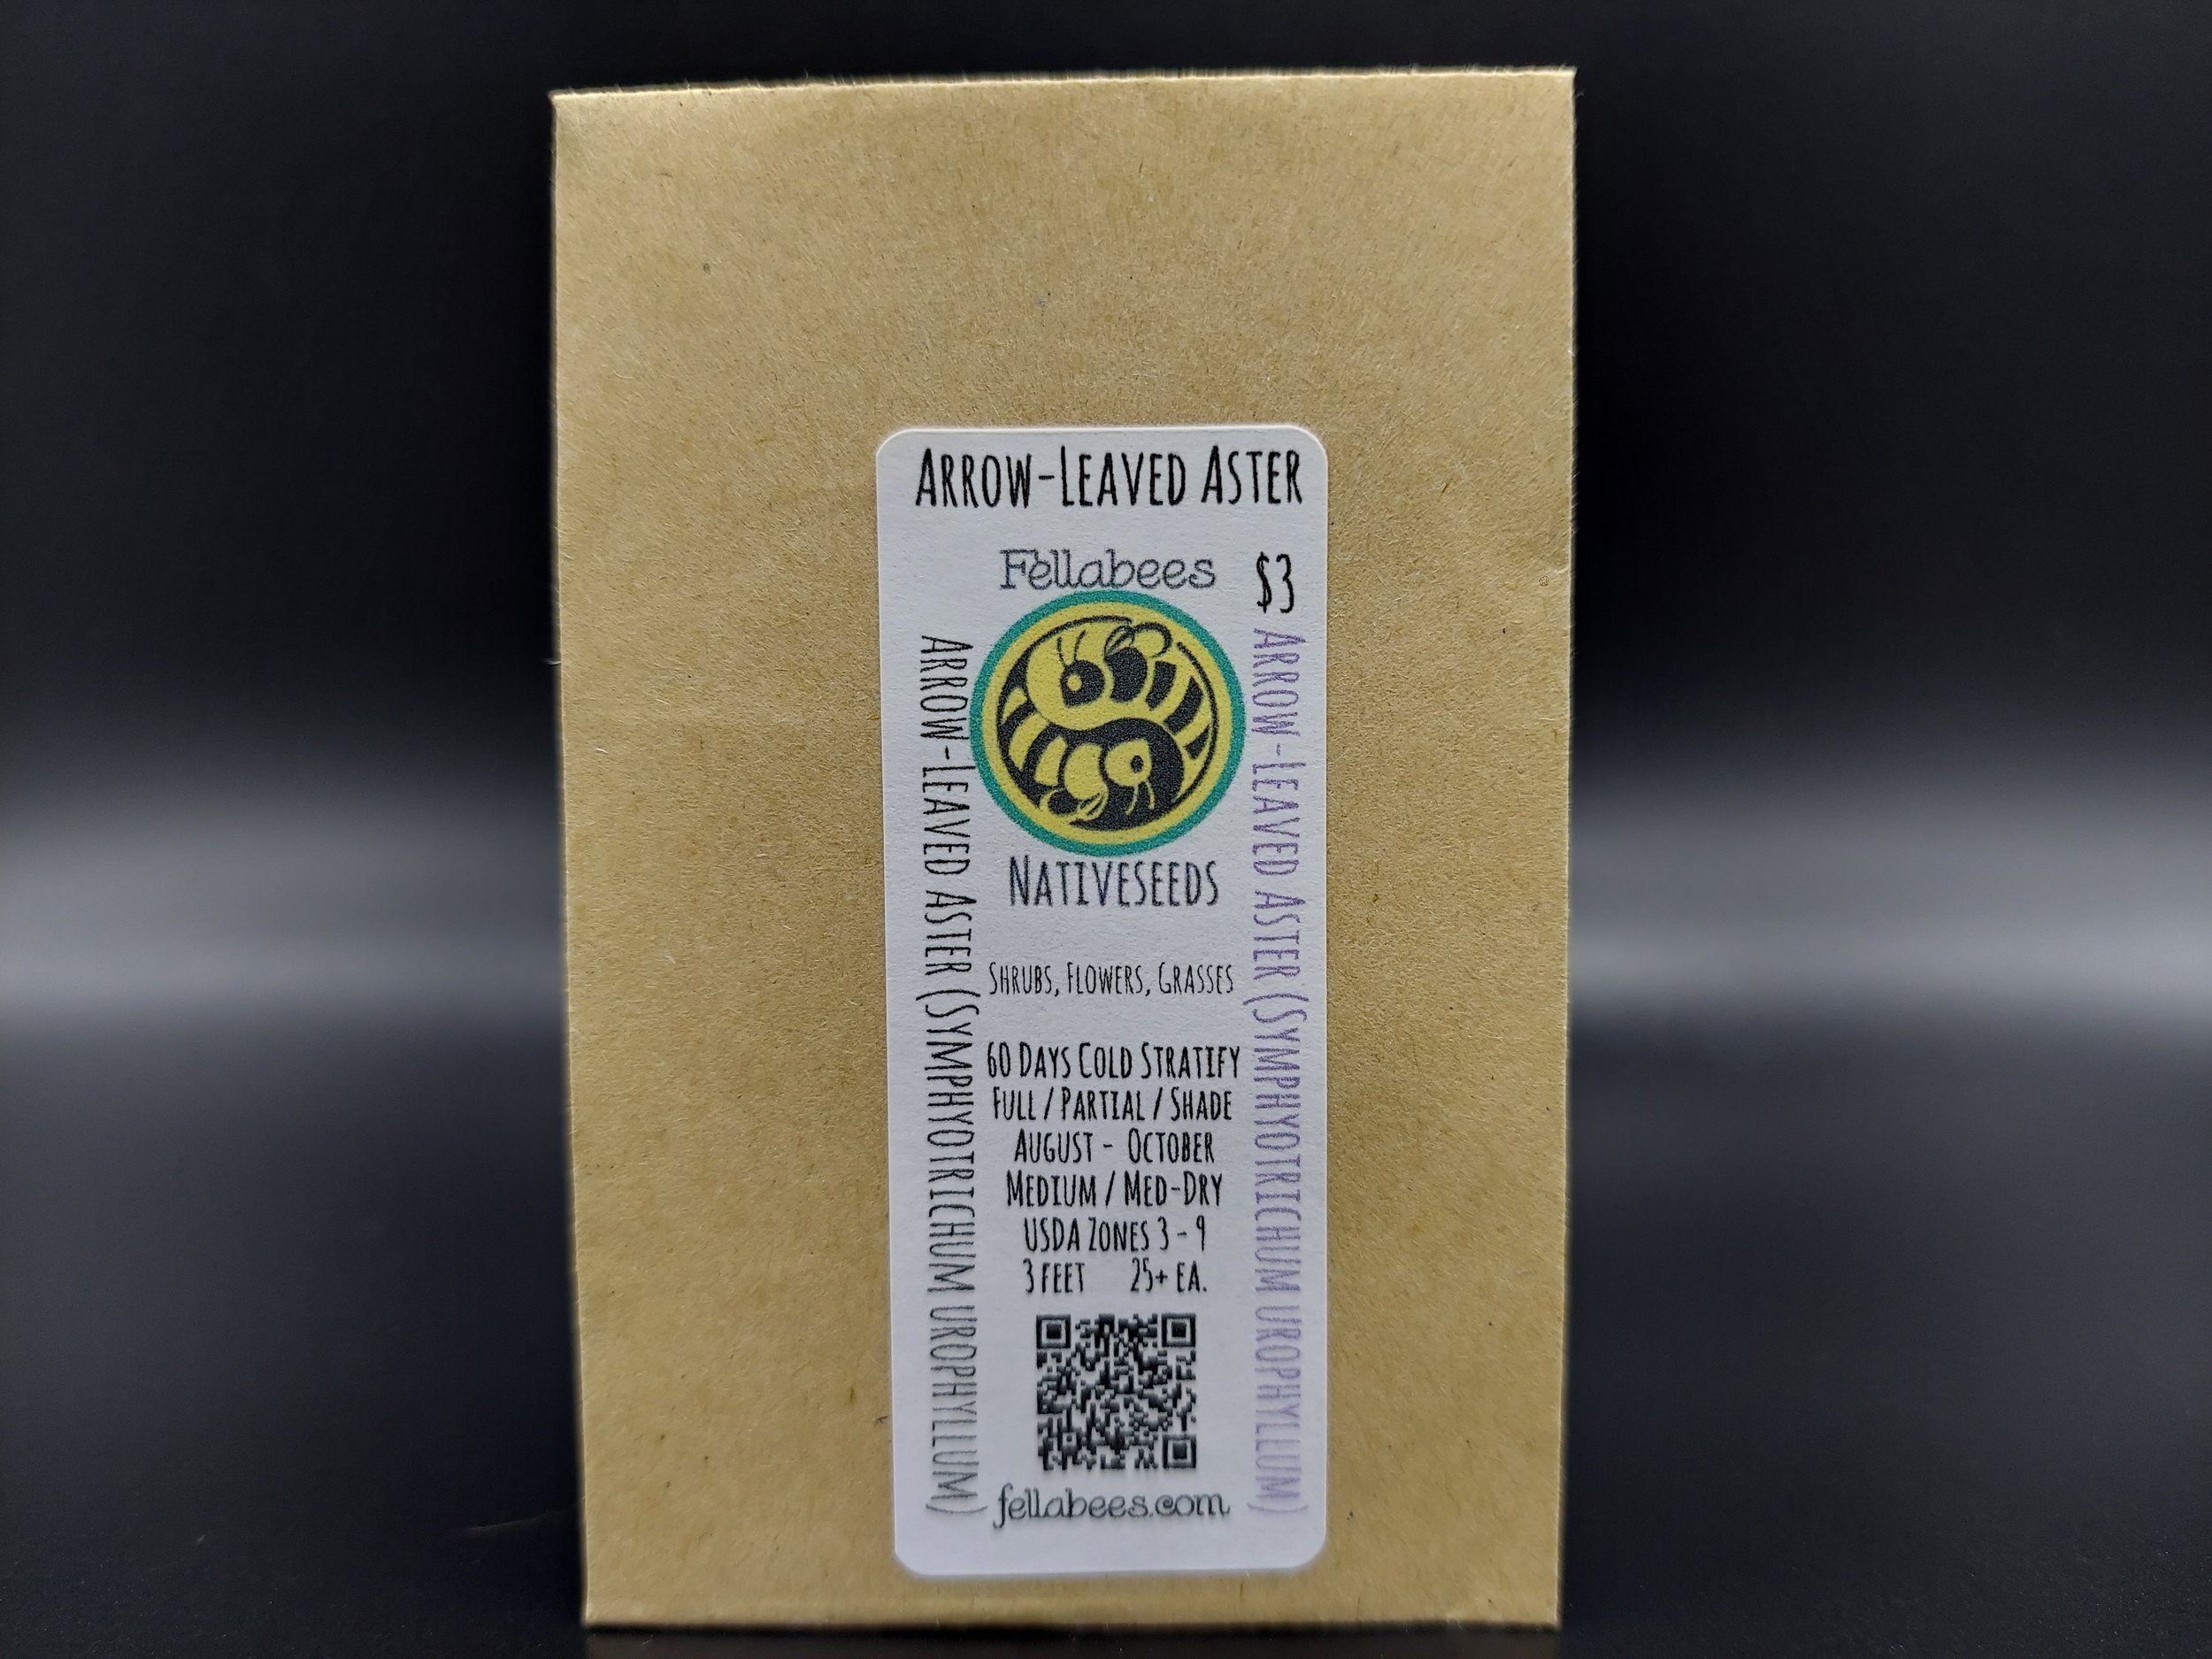 Arrow-Leaved Aster
Fellabees
$3
Arrow-Leaved Aster (Symphyotrichum urophyllum)
Arrow-Leaved Aster (Symphyotrichum urophyllum)
Nativeseeds
Shrubs, Flowers, Grasses
60 Days Cold Stratify
Full / Partial / Shade
August - October
Medium / Med-Dry
USDA Zones 3 - 9
3 feet 25+ ea.
fellabees.com